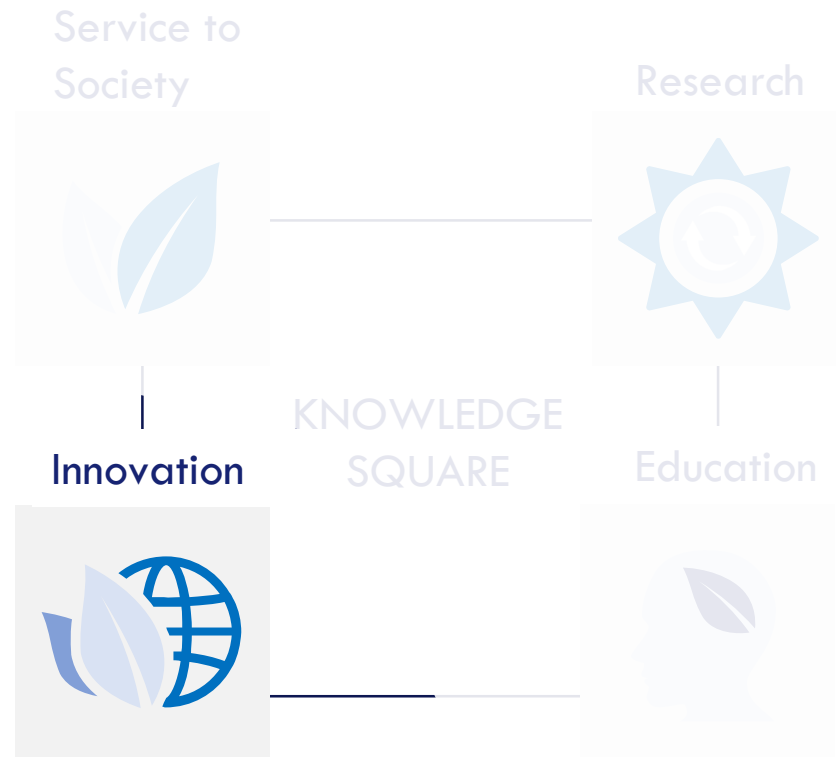 Service to
Society
Research
KNOWLEDGE
SQUARE
Innovation
Education